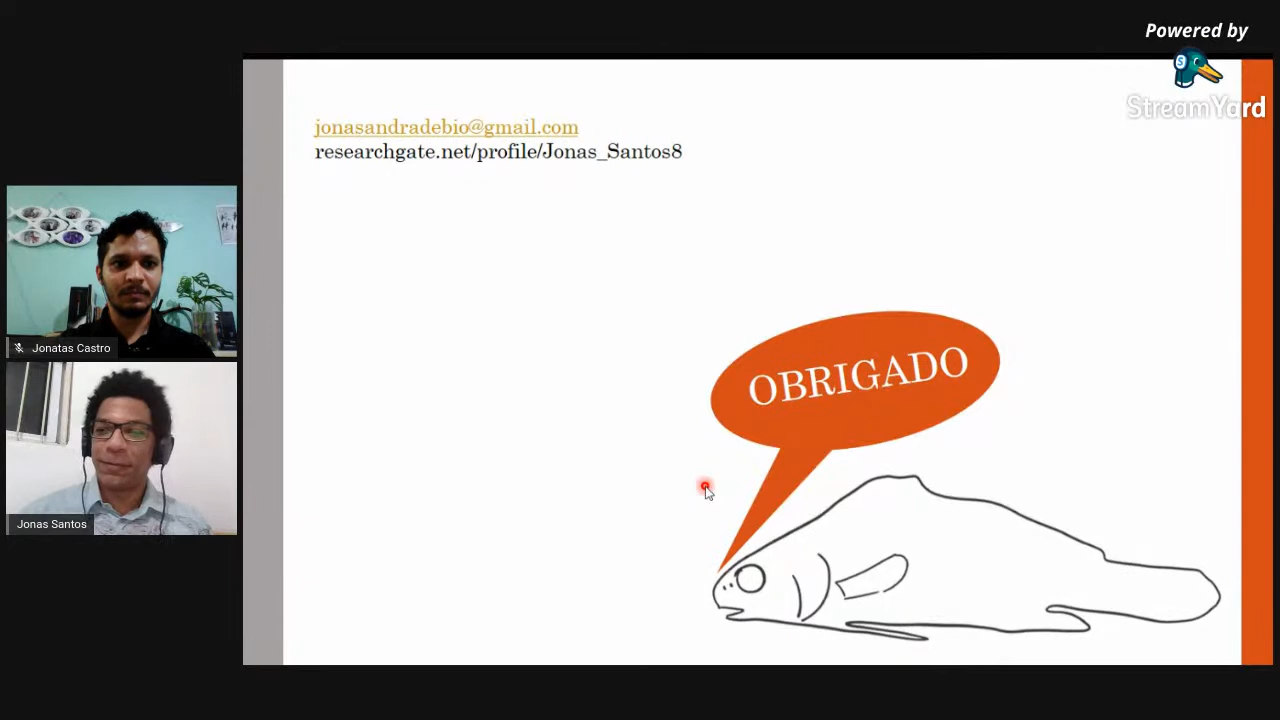 Powered by
StreamYard
jonasandradebio@gmail.com
researchgate.net/profile/Jonas_Santos8
Jonatas Castro
OBRIGADO
Jonas Santos